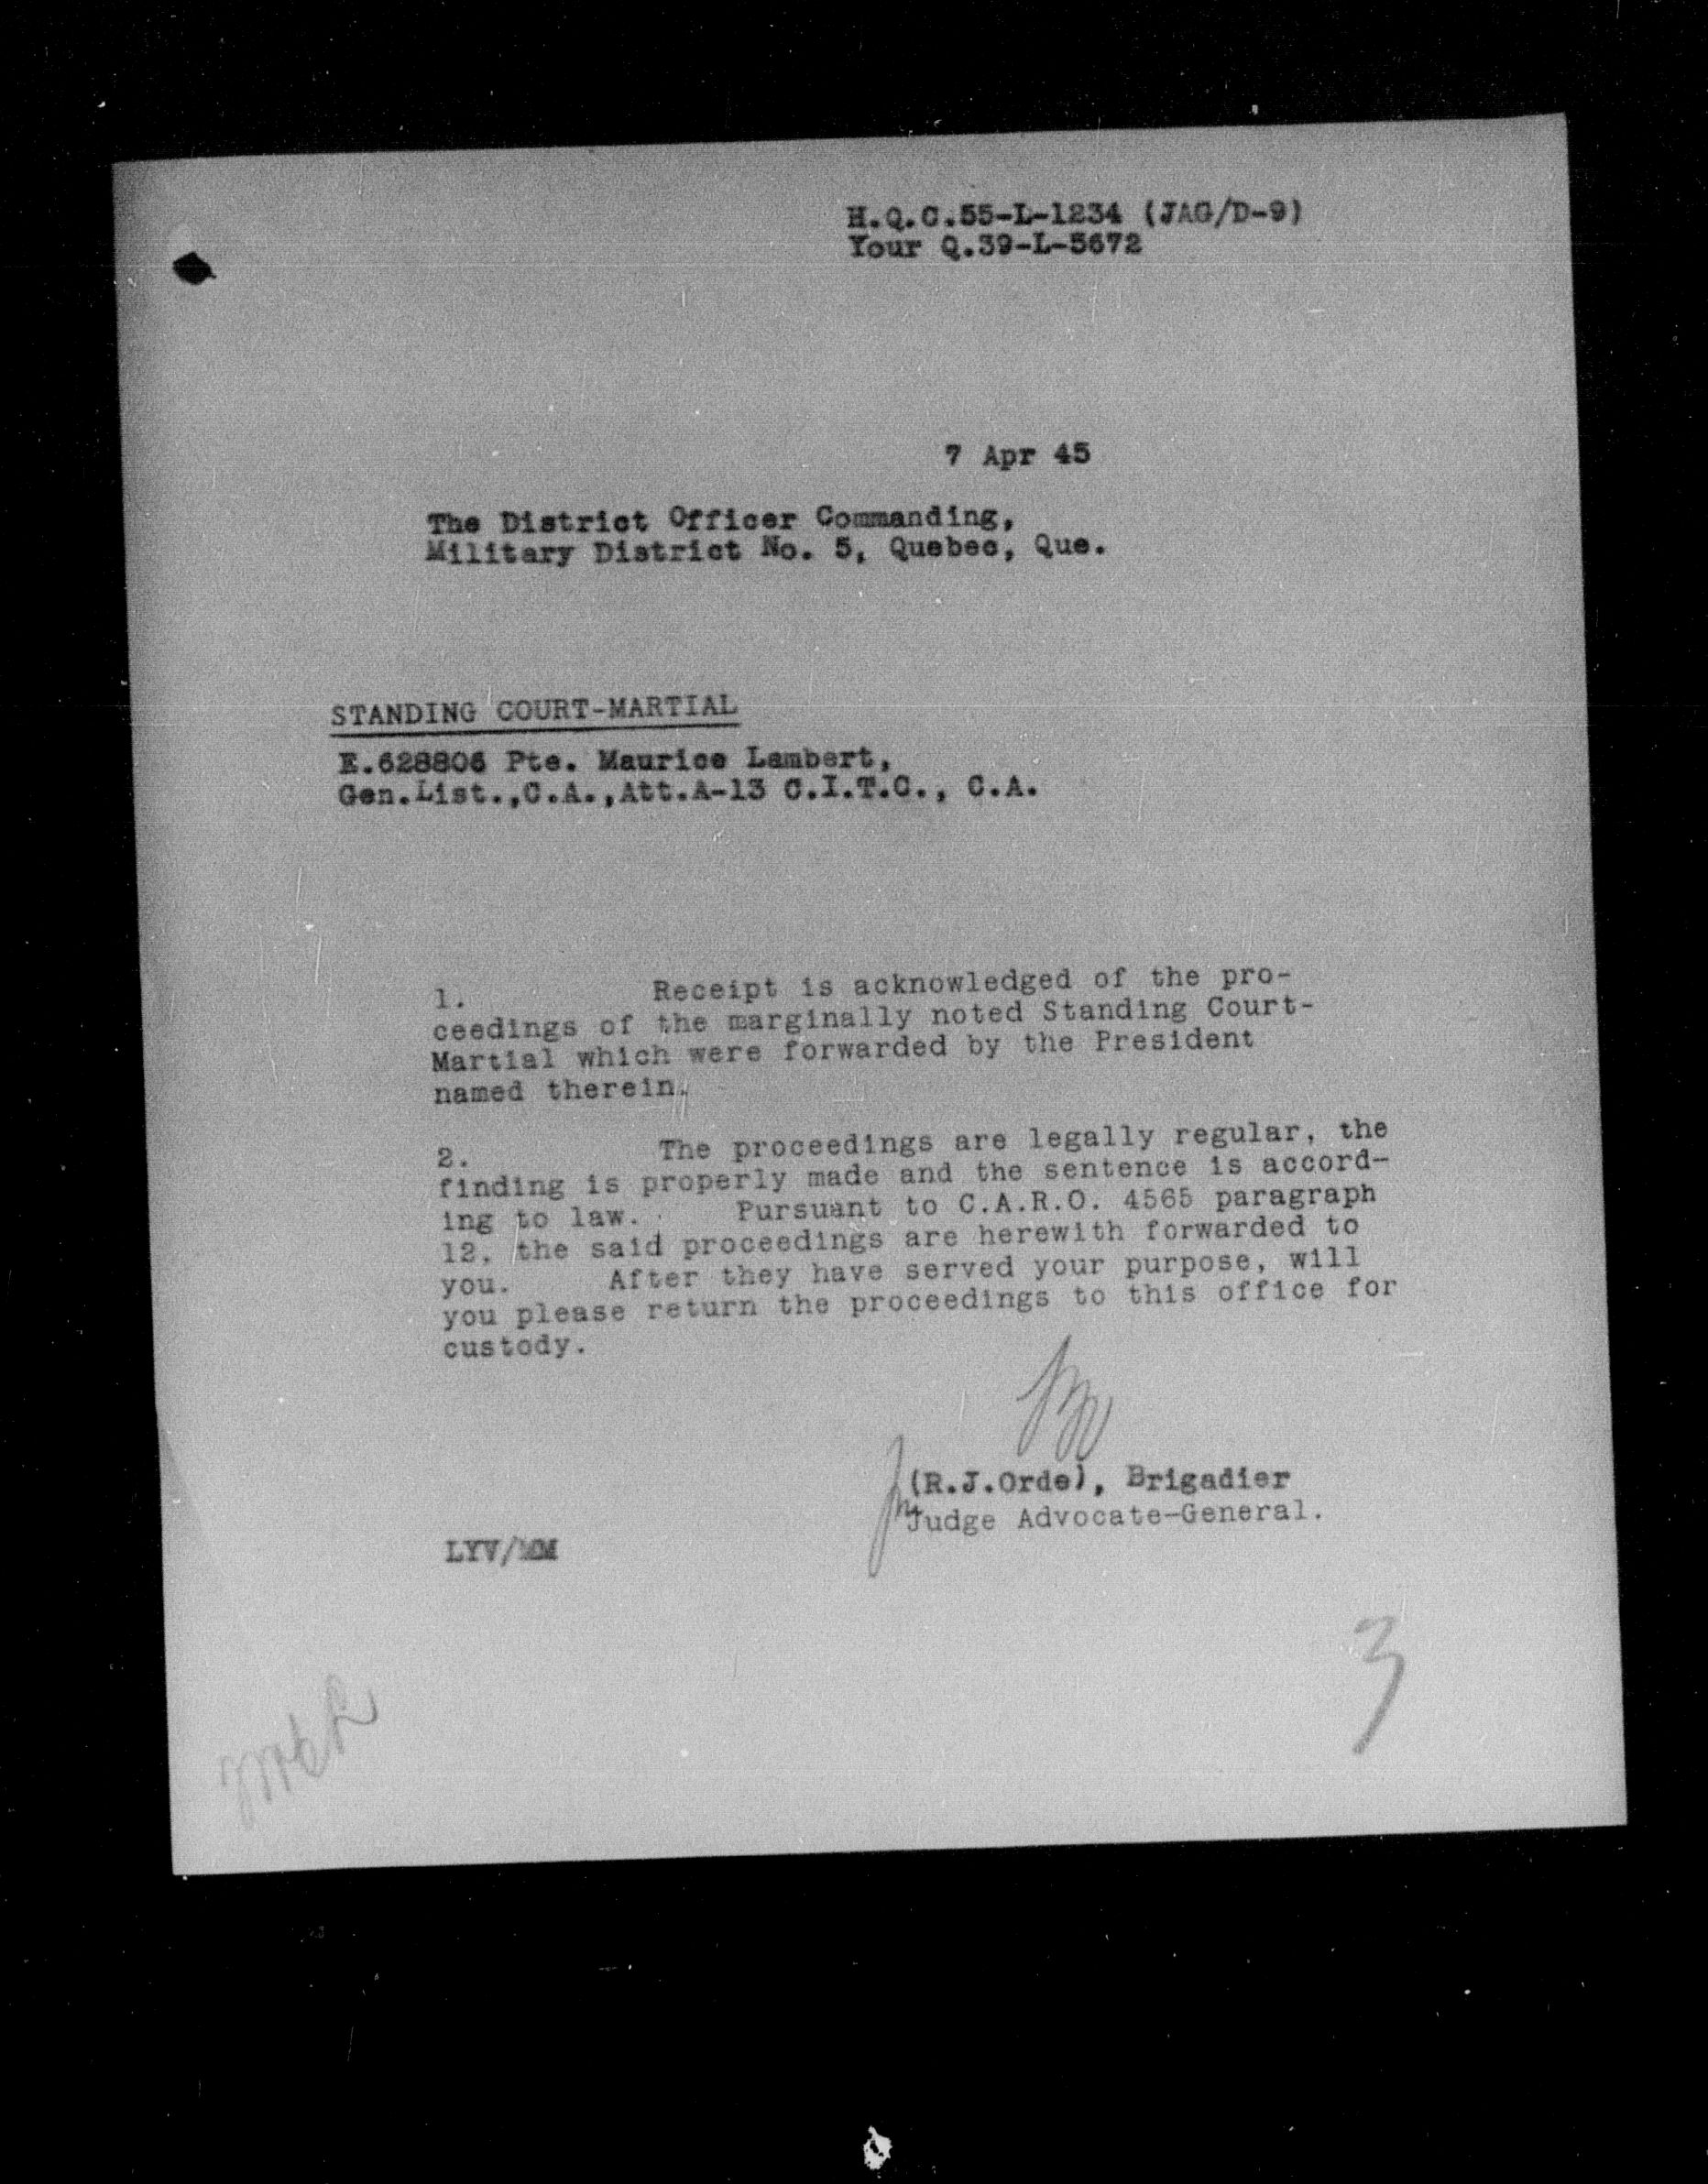 H.Q.C.55-L-1234 (JAG/D-9)
Your Q.39-L-5672
7 Apr 45
The District Officer Commanding,
Military District No. 5, Quebec, Que.
STANDING COURT-MARTIAL
E.628806 Pte. Maurice Lambert,
Gen.List.,C.A.,Att.A-13 C.I.T.C., C.A.
1. Receipt is acknowledged of the pro-
ceedings of the marginally noted Standing Court-
Martial which were forwarded by the President
named therein.
2. The proceedings are legally regular, the
finding is properly made and the sentence is accord-
ing to law. Pursuant to C.A.R.O. 4565 paragraph
12, the said proceedings are herewith forwarded to
you. After they have served your purpose, will
you please return the proceedings to this office for
custody.
(R.J.Orde), Brigadier
Judge Advocate-General.
LYV/MM
3